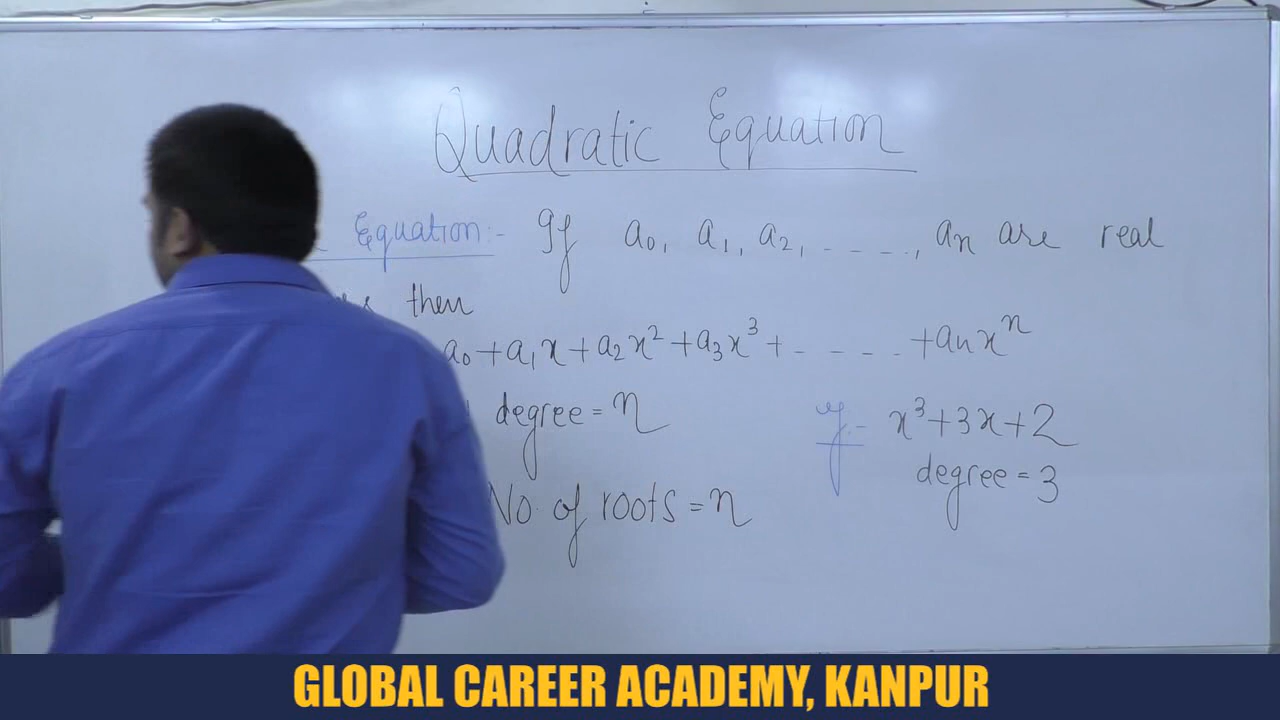 Quadratic Equation
Equation:- If a₀, a₁, a₂, - - - -, aₙ are real
then
a₀ + a₁x + a₂x² + a₃x³ + - - - - + aₙxⁿ
degree = n
eg:- x³+3x+2
degree = 3
No. of roots = n
GLOBAL CAREER ACADEMY, KANPUR